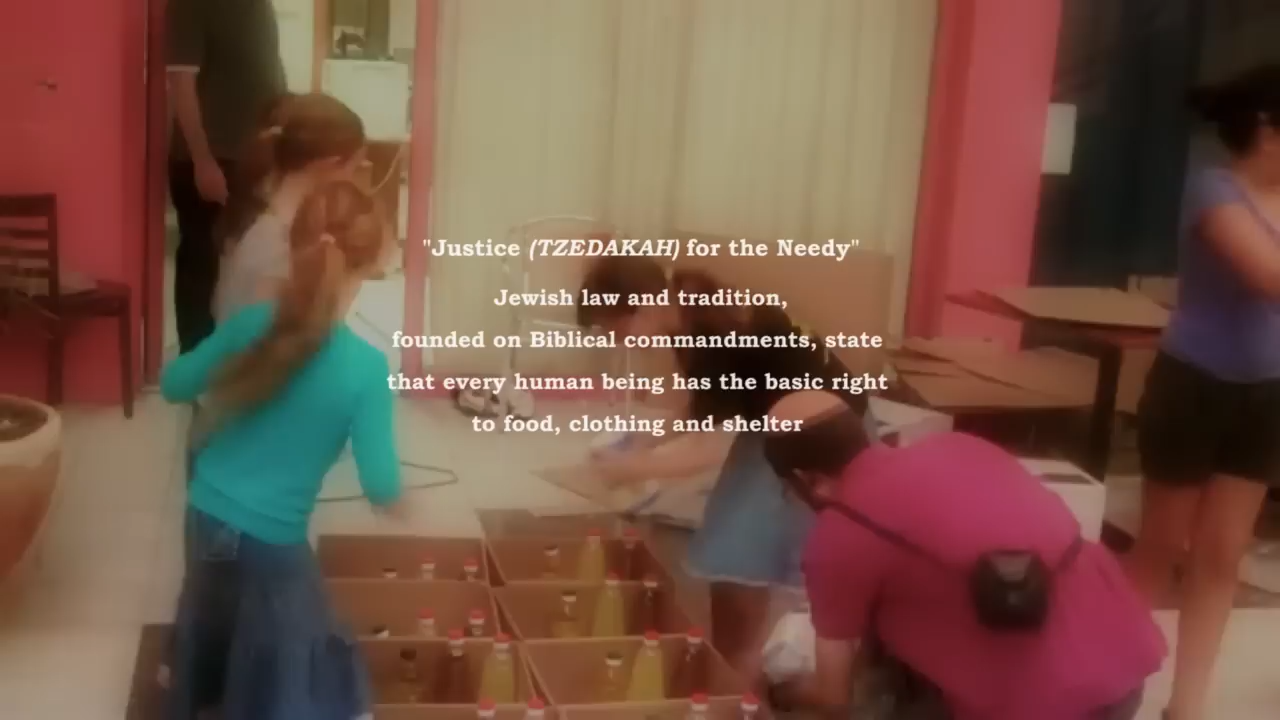 "Justice (TZEDAKAH) for the Needy"
Jewish law and tradition,
founded on Biblical commandments, state
that every human being has the basic right
to food, clothing and shelter